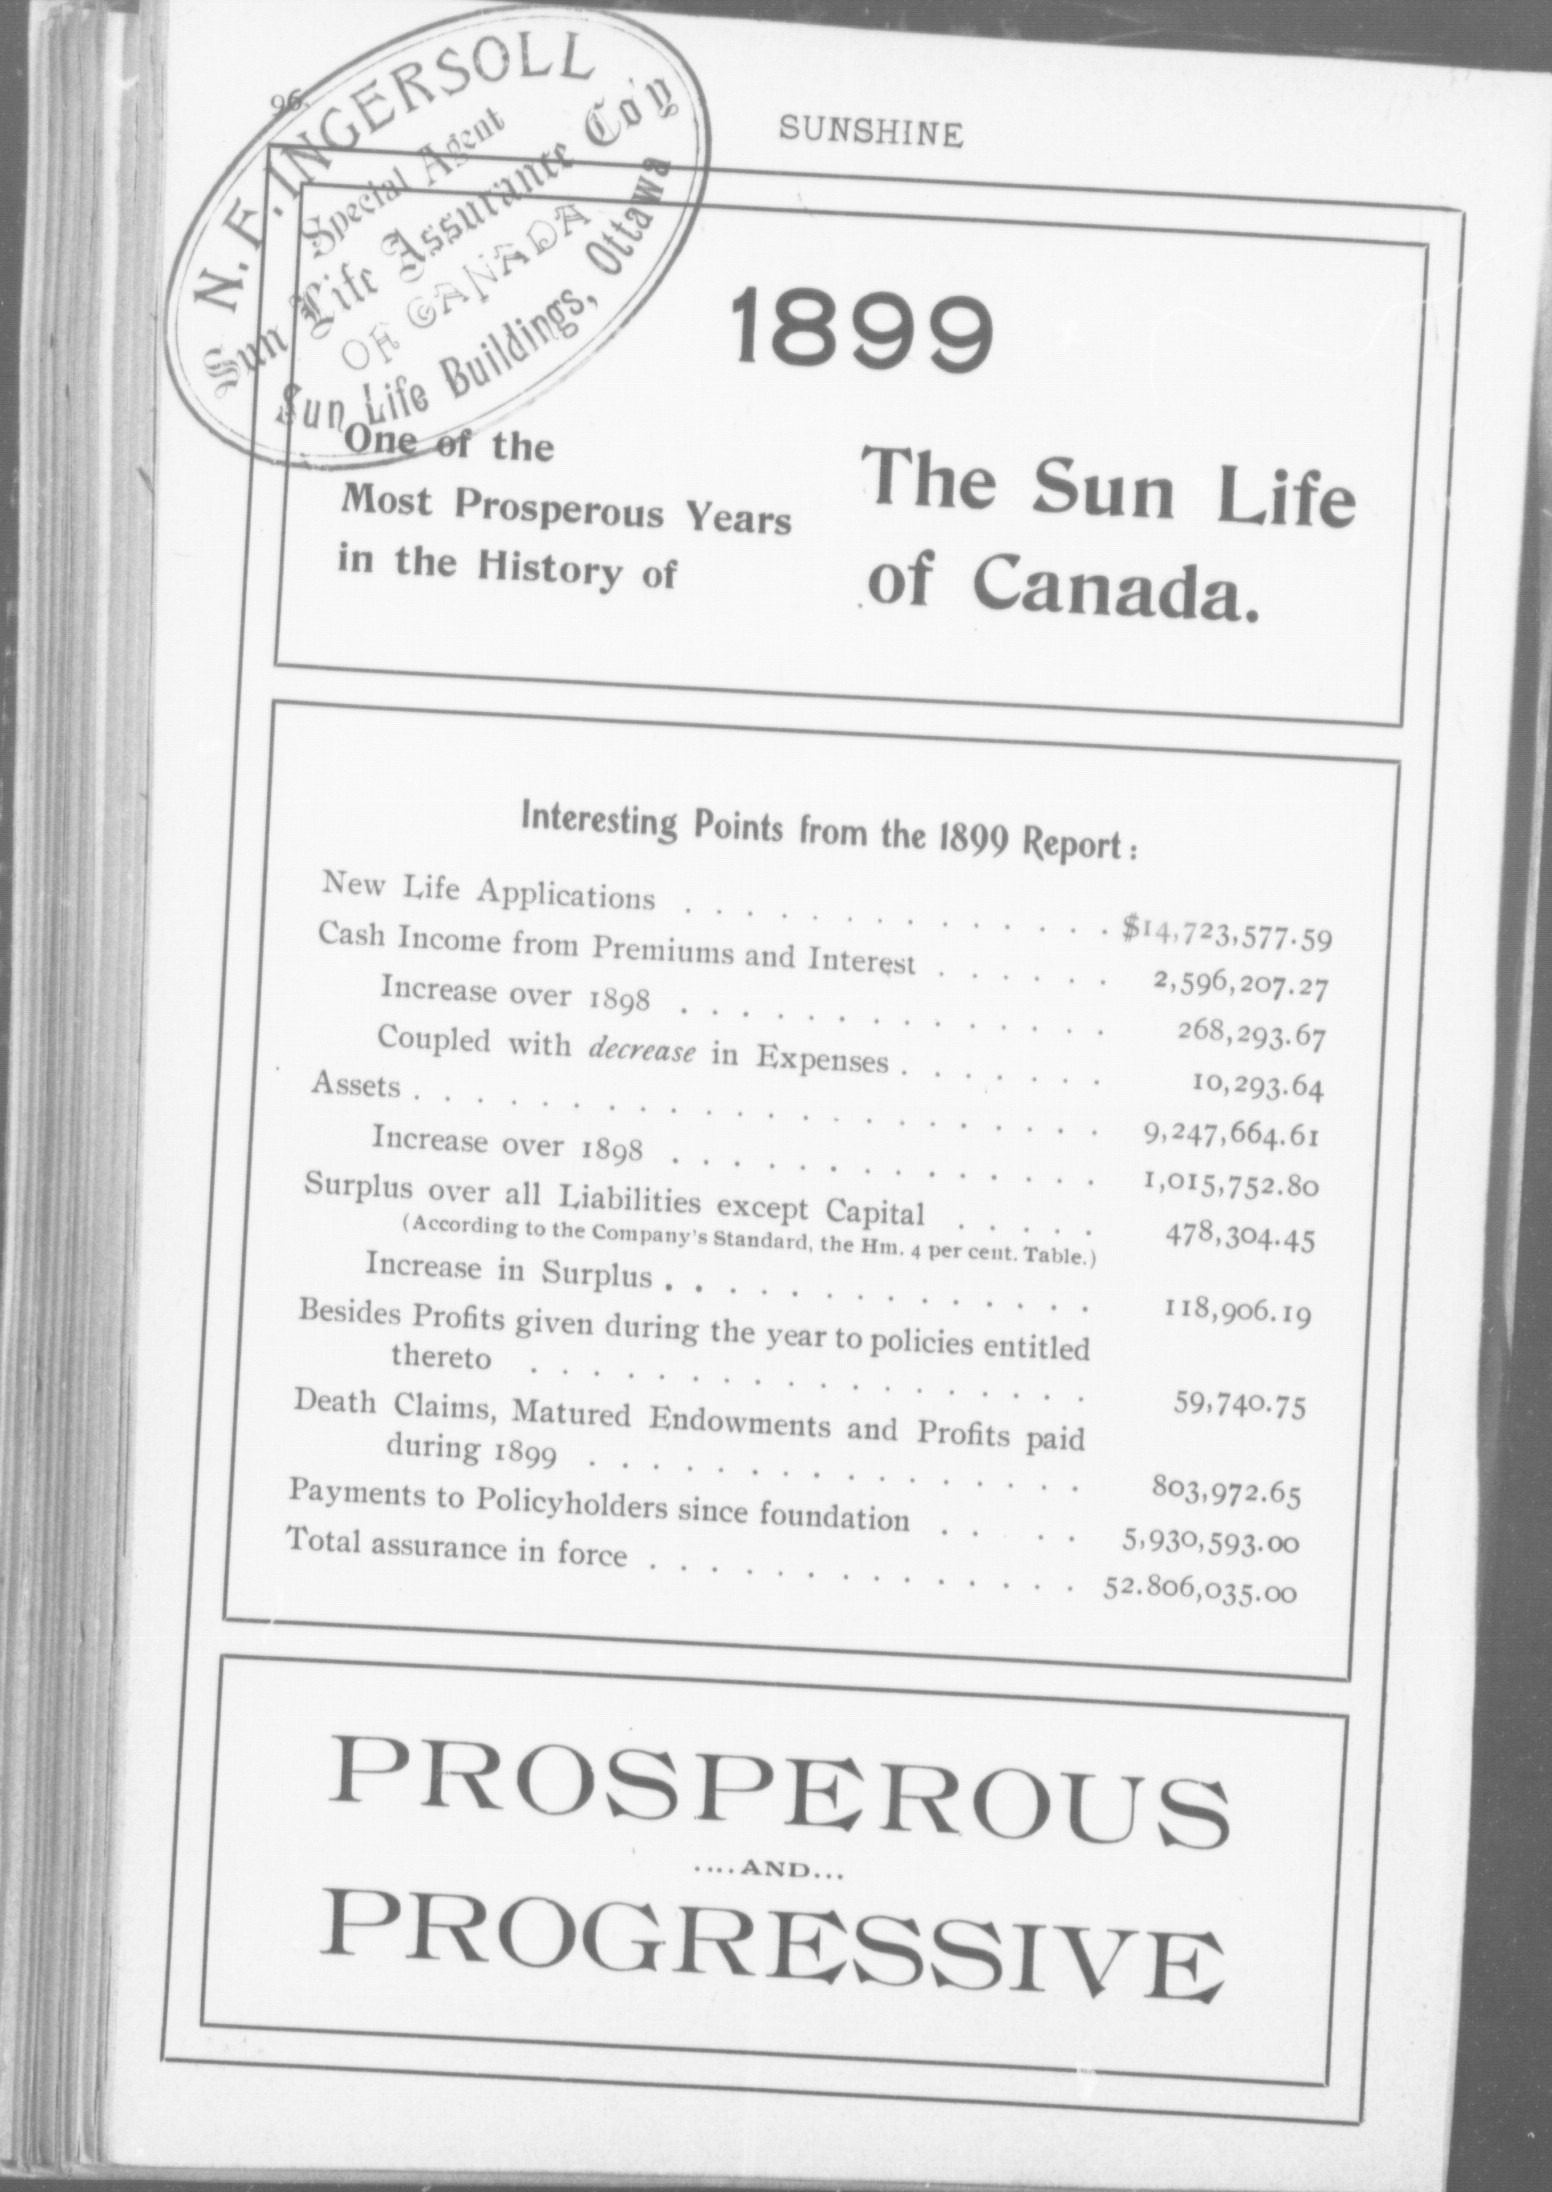 96.
SUNSHINE
N. F. INGERSOLL
Special Agent
Sun Life Assurance Co'y
OF CANADA
Sun Life Buildings, Ottawa
1899
One of the
Most Prosperous Years
in the History of
The Sun Life
of Canada.
Interesting Points from the 1899 Report:
New Life Applications . . . . . . . . . . . . . . $14,723,577.59
Cash Income from Premiums and Interest . . . . . . 2,596,207.27
Increase over 1898 . . . . . . . . . . . . . . 268,293.67
Coupled with decrease in Expenses . . . . . . . 10,293.64
Assets . . . . . . . . . . . . . . . . . . . . . . 9,247,664.61
Increase over 1898 . . . . . . . . . . . . . . 1,015,752.80
Surplus over all Liabilities except Capital . . . . . 478,304.45
(According to the Company's Standard, the Hm. 4 per cent. Table.)
Increase in Surplus . . . . . . . . . . . . . . 118,906.19
Besides Profits given during the year to policies entitled
thereto . . . . . . . . . . . . . . . . . . 59,740.75
Death Claims, Matured Endowments and Profits paid
during 1899 . . . . . . . . . . . . . . . . 803,972.65
Payments to Policyholders since foundation . . . . 5,930,593.00
Total assurance in force . . . . . . . . . . . . . . 52.806,035.00
PROSPEROUS
....AND...
PROGRESSIVE